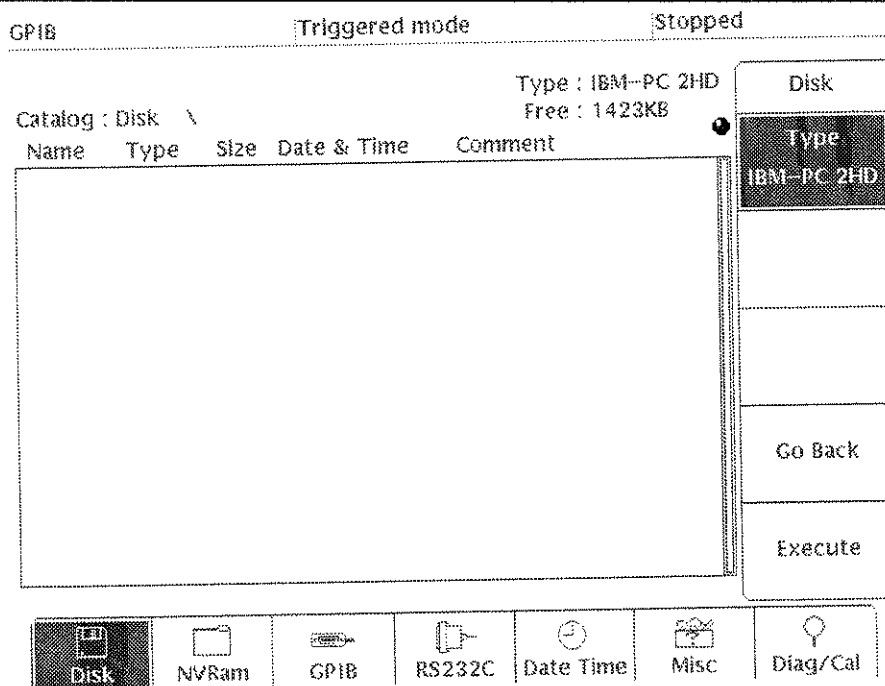 GPIB Triggered mode Stopped
Type : IBM-PC 2HD
Catalog : Disk \ Free : 1423KB
Name Type Size Date & Time Comment
Disk
Type
IBM-PC 2HD
Go Back
Execute
Disk NVRam GPIB RS232C Date Time Misc Diag/Cal